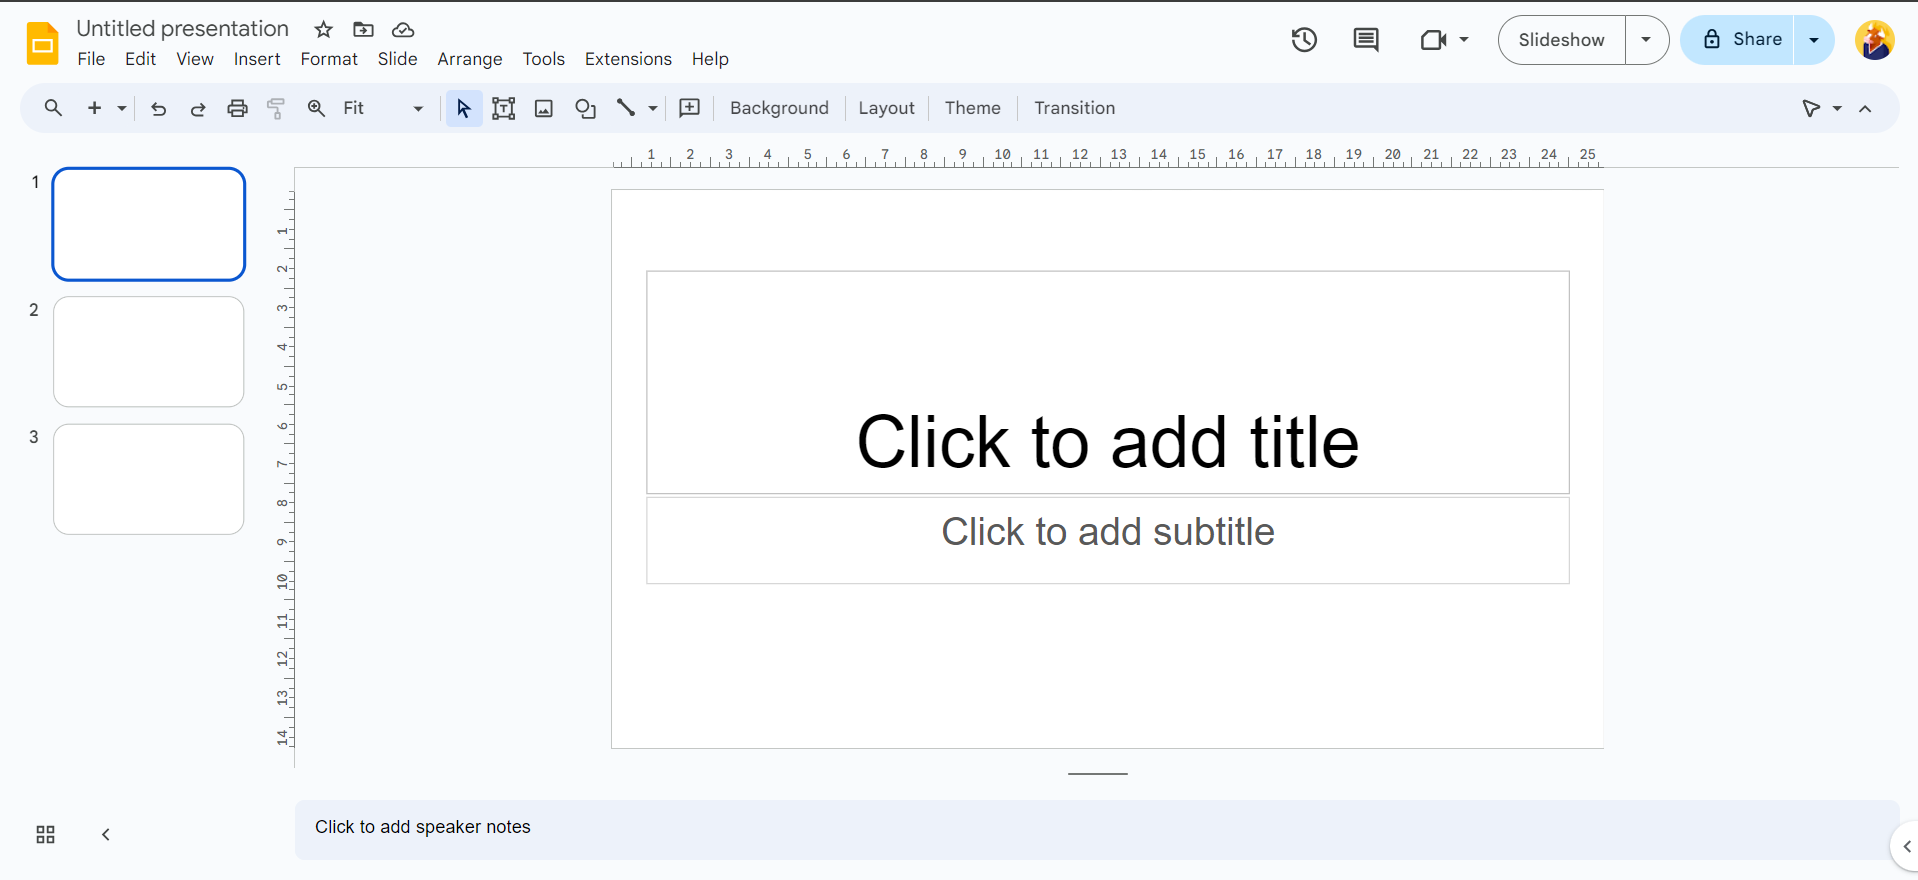 Untitled presentation
File Edit View Insert Format Slide Arrange Tools Extensions Help
Slideshow
Share
Fit
Background
Layout
Theme
Transition
1 2 3 4 5 6 7 8 9 10 11 12 13 14 15 16 17 18 19 20 21 22 23 24 25
1
2
3
1
2
3
4
5
6
7
8
9
10
11
12
13
14
Click to add title
Click to add subtitle
Click to add speaker notes